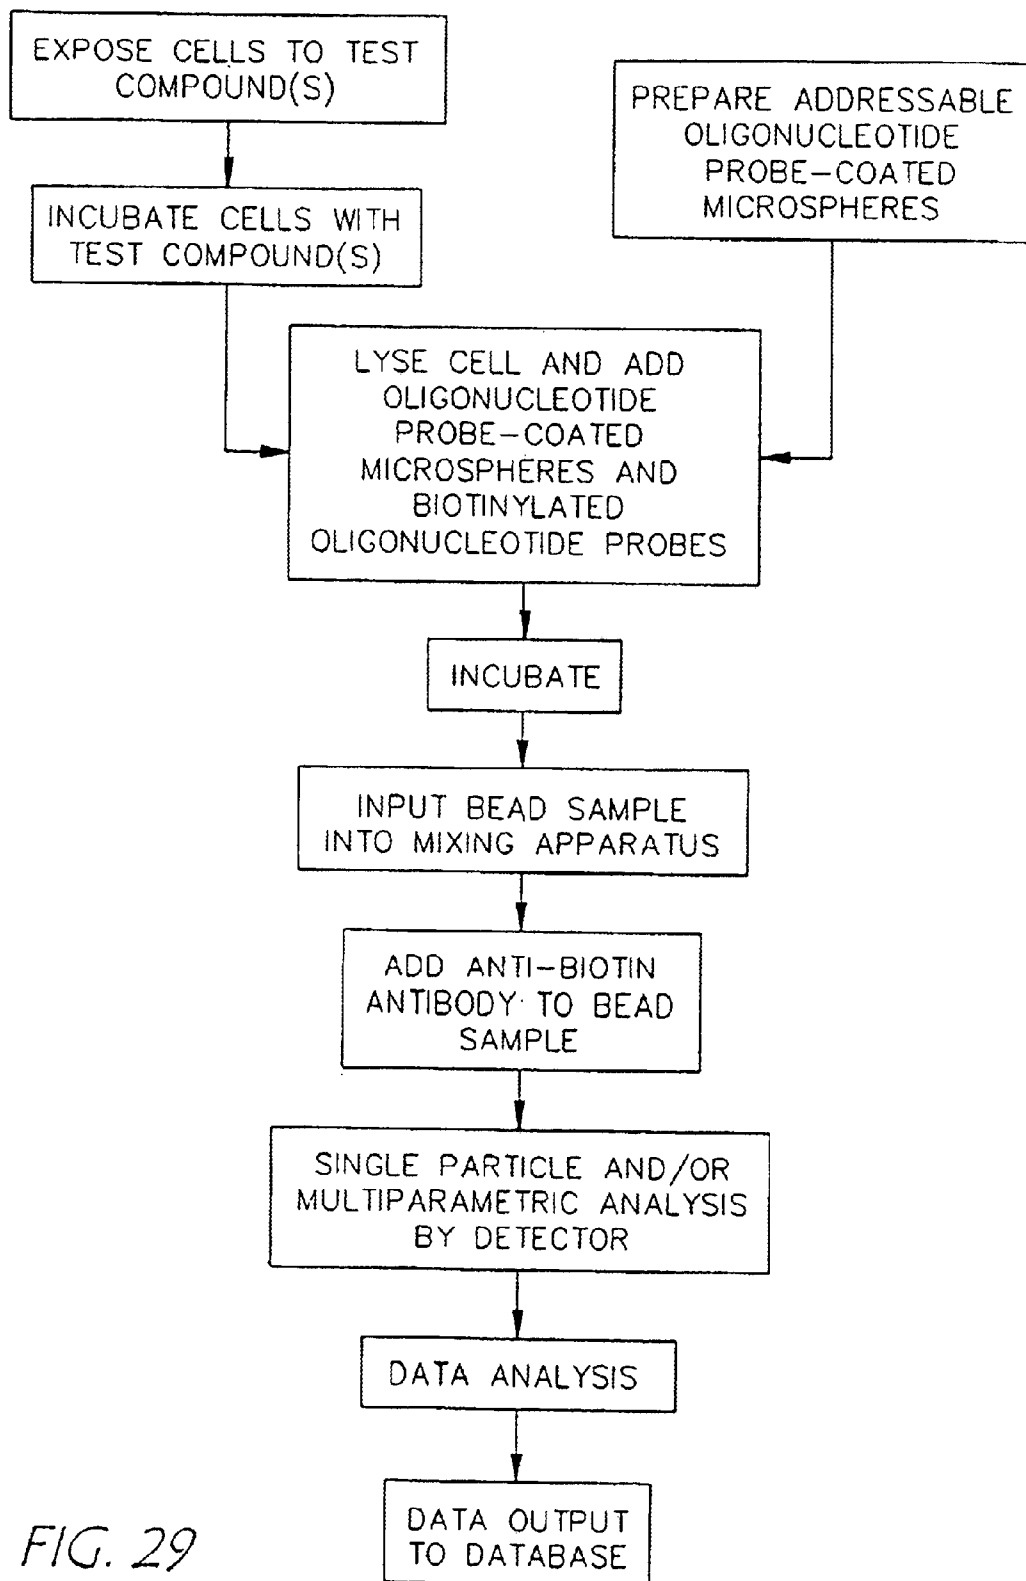 EXPOSE CELLS TO TEST
COMPOUND(S)
PREPARE ADDRESSABLE
OLIGONUCLEOTIDE
PROBE-COATED
MICROSPHERES
INCUBATE CELLS WITH
TEST COMPOUND(S)
LYSE CELL AND ADD
OLIGONUCLEOTIDE
PROBE-COATED
MICROSPHERES AND
BIOTINYLATED
OLIGONUCLEOTIDE PROBES
INCUBATE
INPUT BEAD SAMPLE
INTO MIXING APPARATUS
ADD ANTI-BIOTIN
ANTIBODY TO BEAD
SAMPLE
SINGLE PARTICLE AND/OR
MULTIPARAMETRIC ANALYSIS
BY DETECTOR
DATA ANALYSIS
DATA OUTPUT
TO DATABASE
FIG. 29